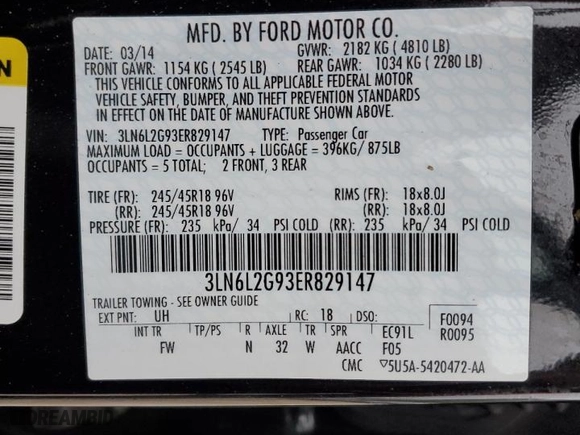 MFD. BY FORD MOTOR CO.
DATE: 03/14 GVWR: 2182 KG ( 4810 LB)
FRONT GAWR: 1154 KG ( 2545 LB) REAR GAWR: 1034 KG ( 2280 LB)
THIS VEHICLE CONFORMS TO ALL APPLICABLE FEDERAL MOTOR
VEHICLE SAFETY, BUMPER, AND THEFT PREVENTION STANDARDS
IN EFFECT ON THE DATE OF MANUFACTURE SHOWN ABOVE.
VIN: 3LN6L2G93ER829147 TYPE: Passenger Car
MAXIMUM LOAD = OCCUPANTS + LUGGAGE = 396KG/ 875LB
OCCUPANTS = 5 TOTAL; 2 FRONT, 3 REAR
TIRE (FR): 245/45R18 96V RIMS (FR): 18x8.0J
(RR): 245/45R18 96V (RR): 18x8.0J
PRESSURE (FR): 235 kPa/ 34 PSI COLD (RR): 235 kPa/ 34 PSI COLD
3LN6L2G93ER829147
TRAILER TOWING - SEE OWNER GUIDE
EXT PNT: UH RC: 18 DSO: F0094
R0095
INT TR TP/PS R AXLE TR SPR EC91L
FW N 32 W AACC F05
CMC 5U5A-5420472-AA
N
DREAMBID